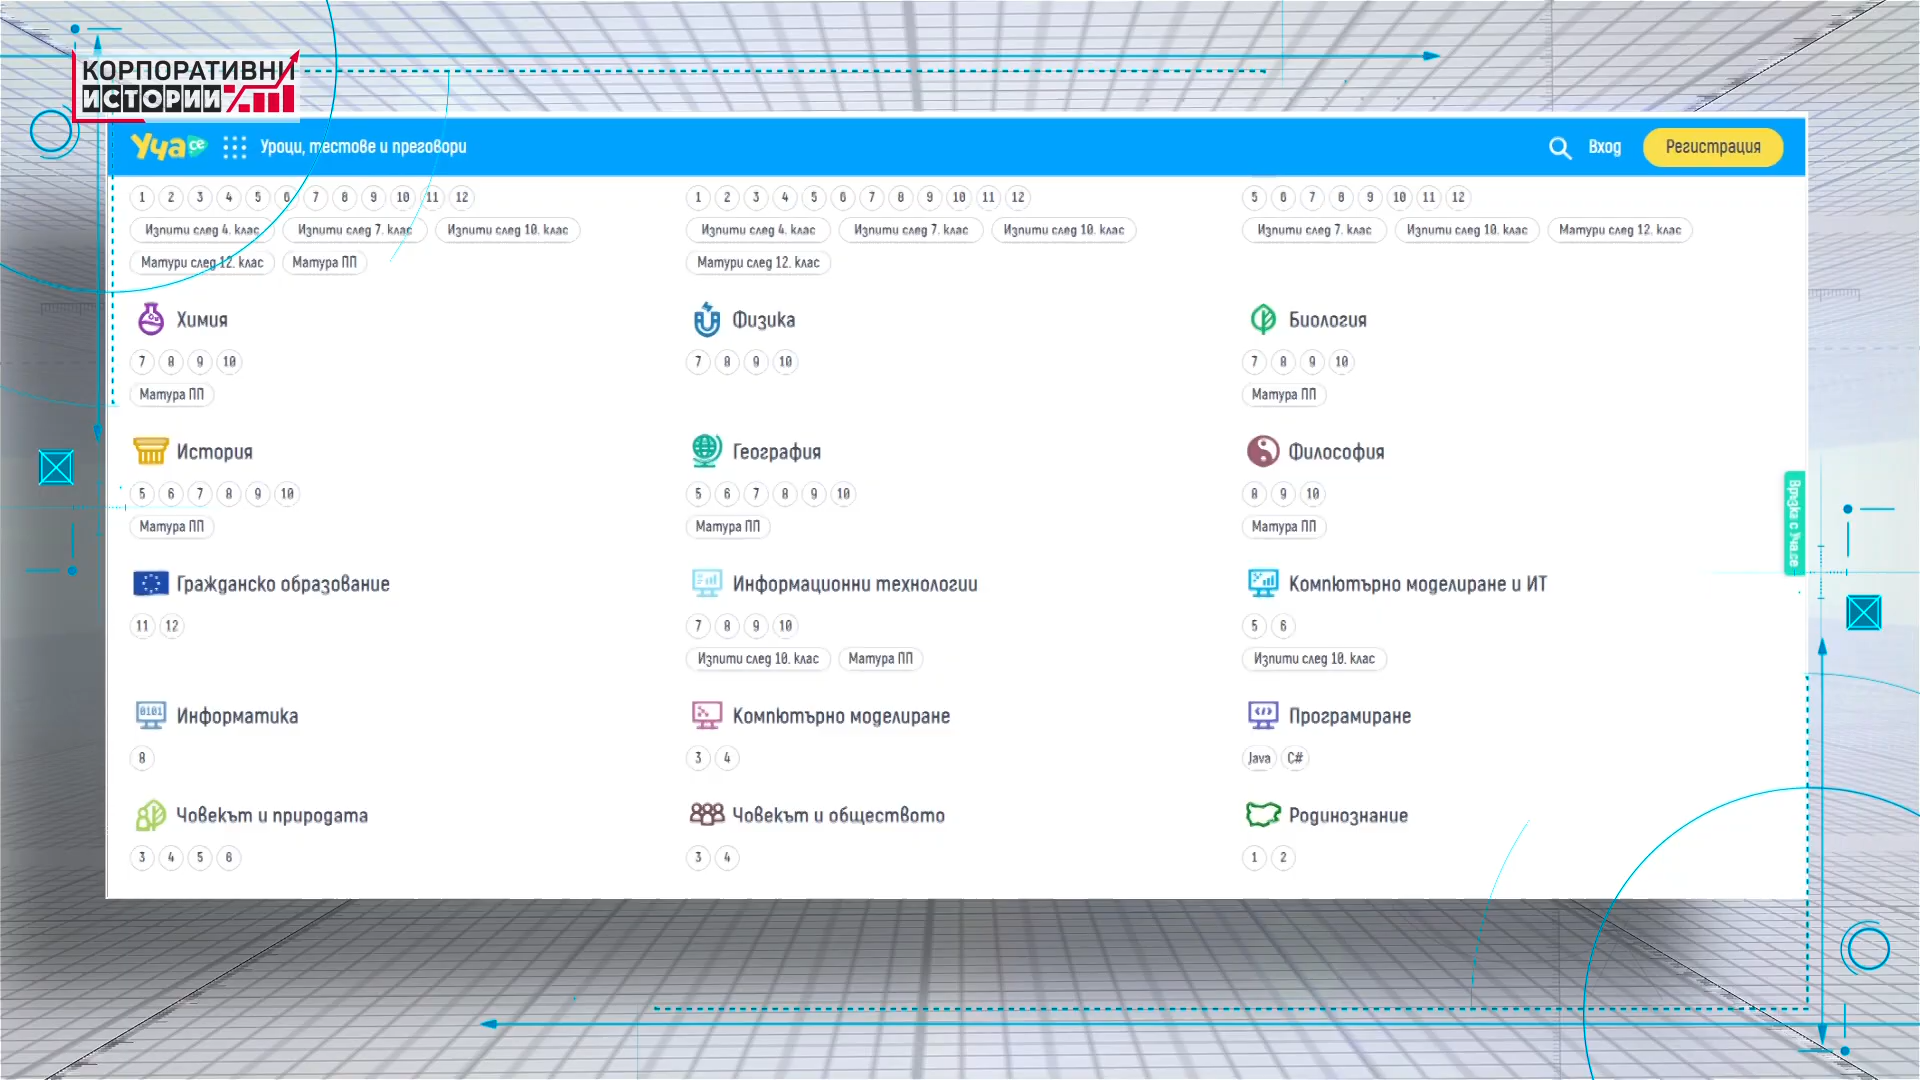 КОРПОРАТИВНИ
ИСТОРИИ
Уча се
Уроци, тестове и преговори
Вход
Регистрация
1 2 3 4 5 6 7 8 9 10 11 12
Изпити след 4. клас Изпити след 7. клас Изпити след 10. клас
Матури след 12. клас Матура ПП
1 2 3 4 5 6 7 8 9 10 11 12
Изпити след 4. клас Изпити след 7. клас Изпити след 10. клас
Матури след 12. клас
5 6 7 8 9 10 11 12
Изпити след 7. клас Изпити след 10. клас Матури след 12. клас
Химия
7 8 9 10
Матура ПП
Физика
7 8 9 10
Биология
7 8 9 10
Матура ПП
История
5 6 7 8 9 10
Матура ПП
География
5 6 7 8 9 10
Матура ПП
Философия
8 9 10
Матура ПП
Връзка с Уча.се
Гражданско образование
11 12
Информационни технологии
7 8 9 10
Изпити след 10. клас Матура ПП
Компютърно моделиране и ИТ
5 6
Изпити след 10. клас
0101
Информатика
8
Компютърно моделиране
3 4
</>
Програмиране
Java C#
Човекът и природата
3 4 5 6
Човекът и обществото
3 4
Родинознание
1 2